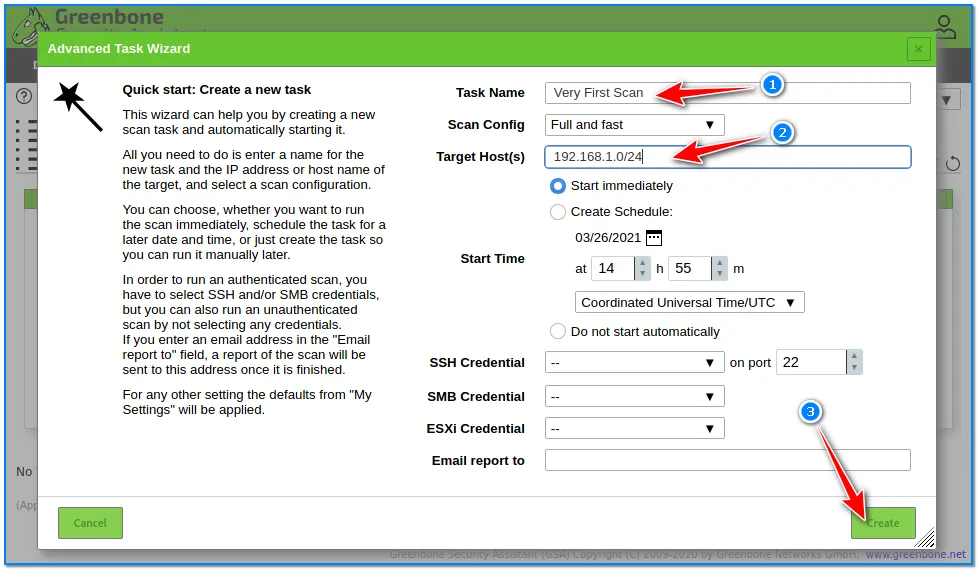 Greenbone
Advanced Task Wizard
×
Quick start: Create a new task
This wizard can help you by creating a new
scan task and automatically starting it.
All you need to do is enter a name for the
new task and the IP address or host name of
the target, and select a scan configuration.
You can choose, whether you want to run
the scan immediately, schedule the task for a
later date and time, or just create the task so
you can run it manually later.
In order to run an authenticated scan, you
have to select SSH and/or SMB credentials,
but you can also run an unauthenticated
scan by not selecting any credentials.
If you enter an email address in the "Email
report to" field, a report of the scan will be
sent to this address once it is finished.
For any other setting the defaults from "My
Settings" will be applied.
Task Name Very First Scan 1
Scan Config Full and fast
2
Target Host(s) 192.168.1.0/24
Start immediately
Create Schedule:
03/26/2021
Start Time
at 14 h 55 m
Coordinated Universal Time/UTC
Do not start automatically
SSH Credential -- on port 22
SMB Credential --
3
ESXi Credential --
Email report to
No
(App
Cancel Create
Greenbone Security Assistant (GSA) Copyright (C) 2009-2020 by Greenbone Networks GmbH, www.greenbone.net